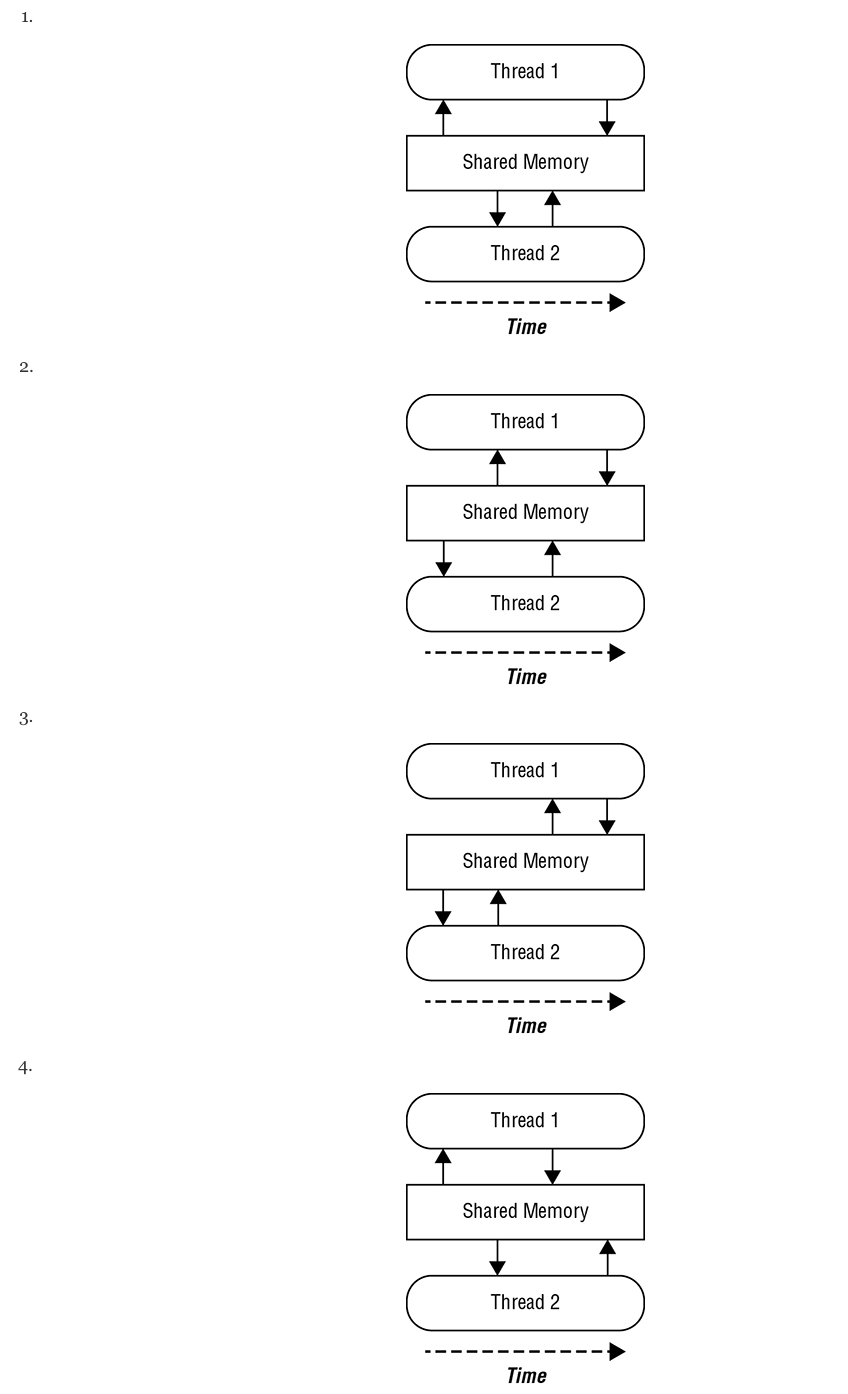 1.
Thread 1
Shared Memory
Thread 2
Time
2.
Thread 1
Shared Memory
Thread 2
Time
3.
Thread 1
Shared Memory
Thread 2
Time
4.
Thread 1
Shared Memory
Thread 2
Time